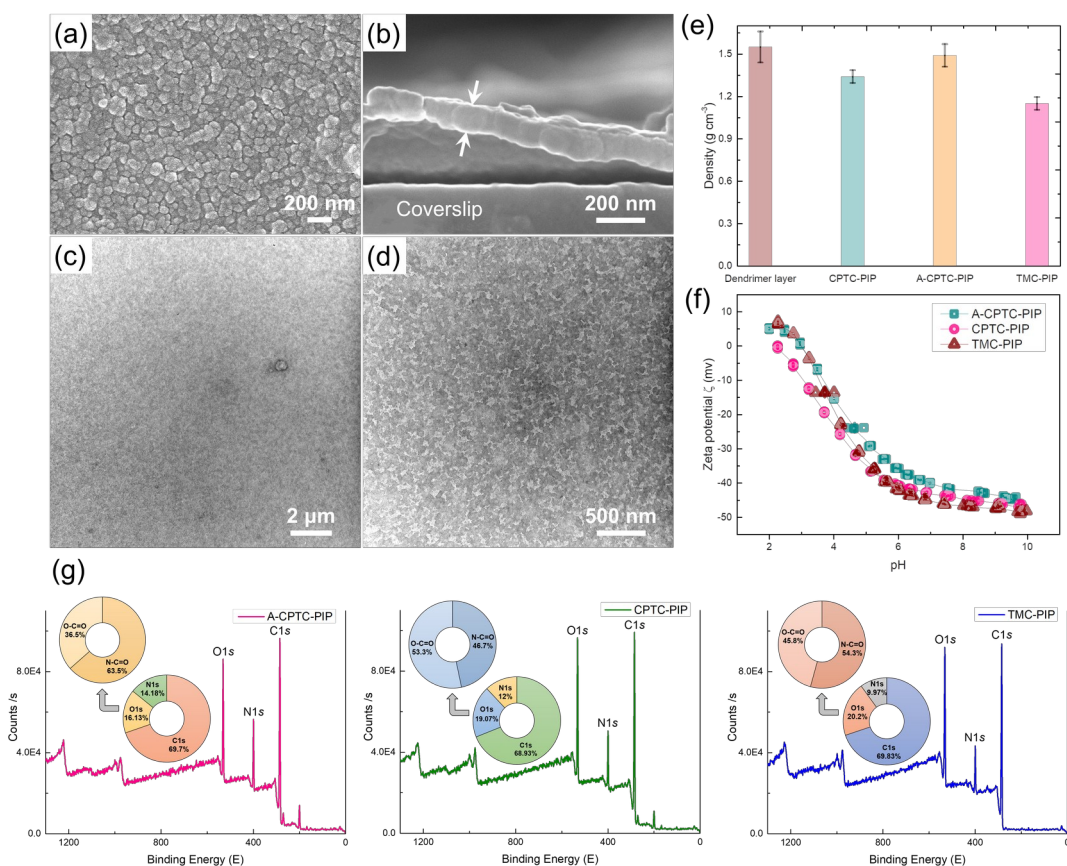 (a)
200 nm
(b)
Coverslip
200 nm
(c)
2 μm
(d)
500 nm
(e)
Density (g cm⁻³)
1.5
1.2
0.9
0.6
0.3
0.0
Dendrimer layer
CPTC-PIP
A-CPTC-PIP
TMC-PIP
(f)
A-CPTC-PIP
CPTC-PIP
TMC-PIP
Zeta potential ζ (mv)
10
0
-10
-20
-30
-40
-50
2
4
6
8
10
pH
(g)
A-CPTC-PIP
O-C=O
36.5%
N-C=O
63.5%
N1s
14.18%
O1s
16.13%
C1s
69.7%
O1s
N1s
C1s
Counts /s
8.0E4
4.0E4
0.0
1200
800
400
0
Binding Energy (E)
CPTC-PIP
O-C=O
53.3%
N-C=O
46.7%
N1s
12%
O1s
19.07%
C1s
68.93%
O1s
N1s
C1s
Counts /s
8.0E4
4.0E4
0.0
1200
800
400
0
Binding Energy (E)
TMC-PIP
O-C=O
45.8%
N-C=O
54.3%
N1s
9.97%
O1s
20.2%
C1s
69.83%
O1s
N1s
C1s
Counts /s
8.0E4
4.0E4
0.0
1200
800
400
0
Binding Energy (E)